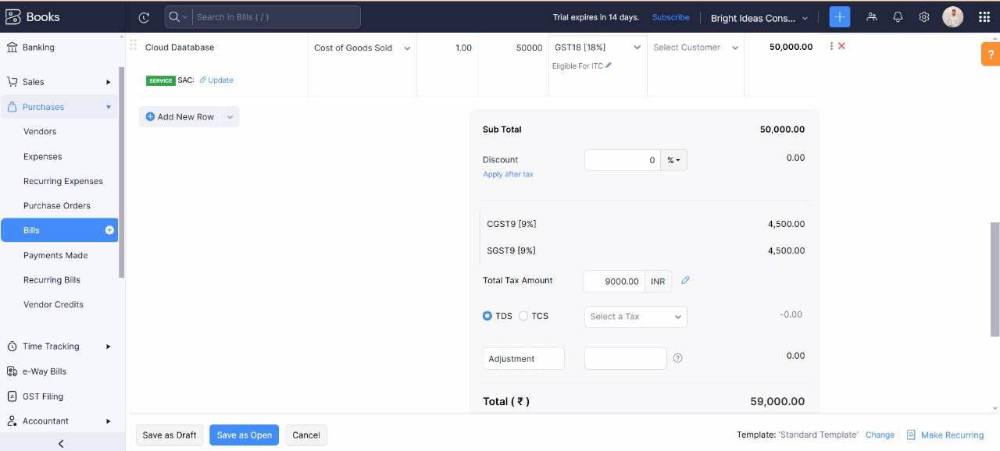 Books
Search in Bills ( / )
Trial expires in 14 days.
Subscribe
Bright Ideas Cons...
Banking
Sales
Purchases
Vendors
Expenses
Recurring Expenses
Purchase Orders
Bills
Payments Made
Recurring Bills
Vendor Credits
Time Tracking
e-Way Bills
GST Filing
Accountant
Cloud Daatabase
Cost of Goods Sold
1.00
50000
GST18 [18%]
Select Customer
50,000.00
Eligible For ITC
SERVICE SAC: Update
Add New Row
?
Sub Total 50,000.00
Discount 0 % 0.00
Apply after tax
CGST9 [9%] 4,500.00
SGST9 [9%] 4,500.00
Total Tax Amount 9000.00 INR
TDS TCS Select a Tax -0.00
Adjustment ? 0.00
Total ( ₹ ) 59,000.00
Save as Draft
Save as Open
Cancel
Template: 'Standard Template' Change
Make Recurring